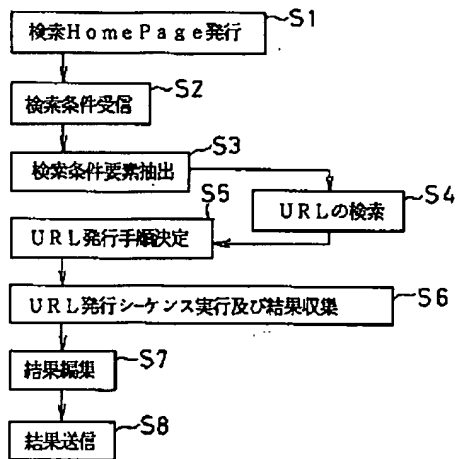 検索HomePage発行 S1
検索条件受信 S2
検索条件要素抽出 S3
URLの検索 S4
URL発行手順決定 S5
URL発行シーケンス実行及び結果収集 S6
結果編集 S7
結果送信 S8